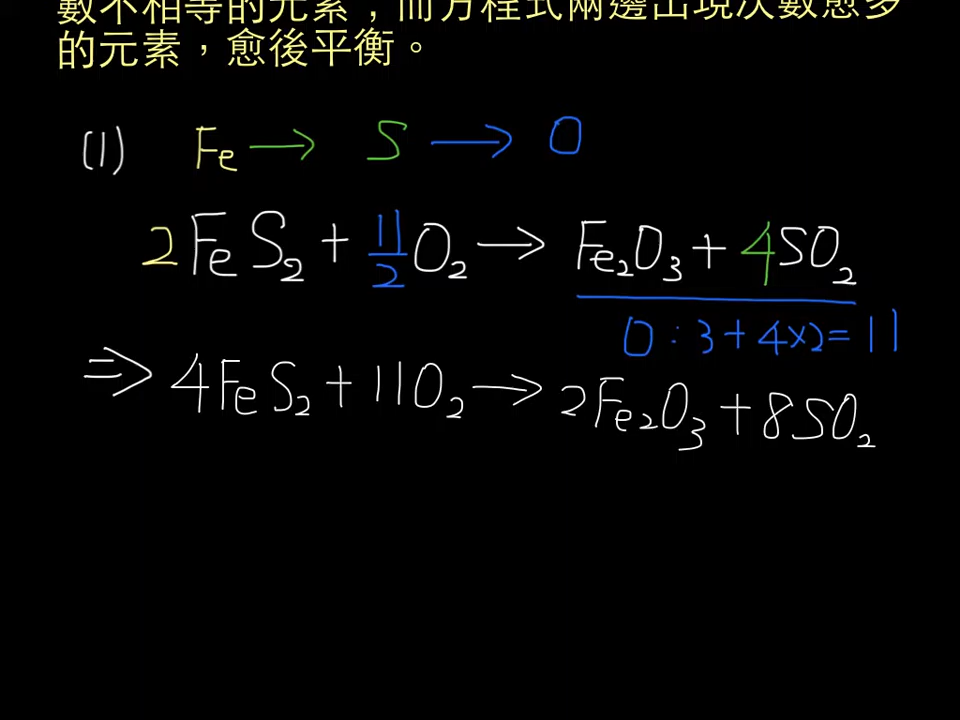 數不相等的元素，而方程式兩邊出現次數愈多
的元素，愈後平衡。
(1) Fe → S → O
2FeS₂ + 11/2 O₂ → Fe₂O₃ + 4SO₂
O : 3 + 4×2 = 11
⇒ 4FeS₂ + 11O₂ → 2Fe₂O₃ + 8SO₂